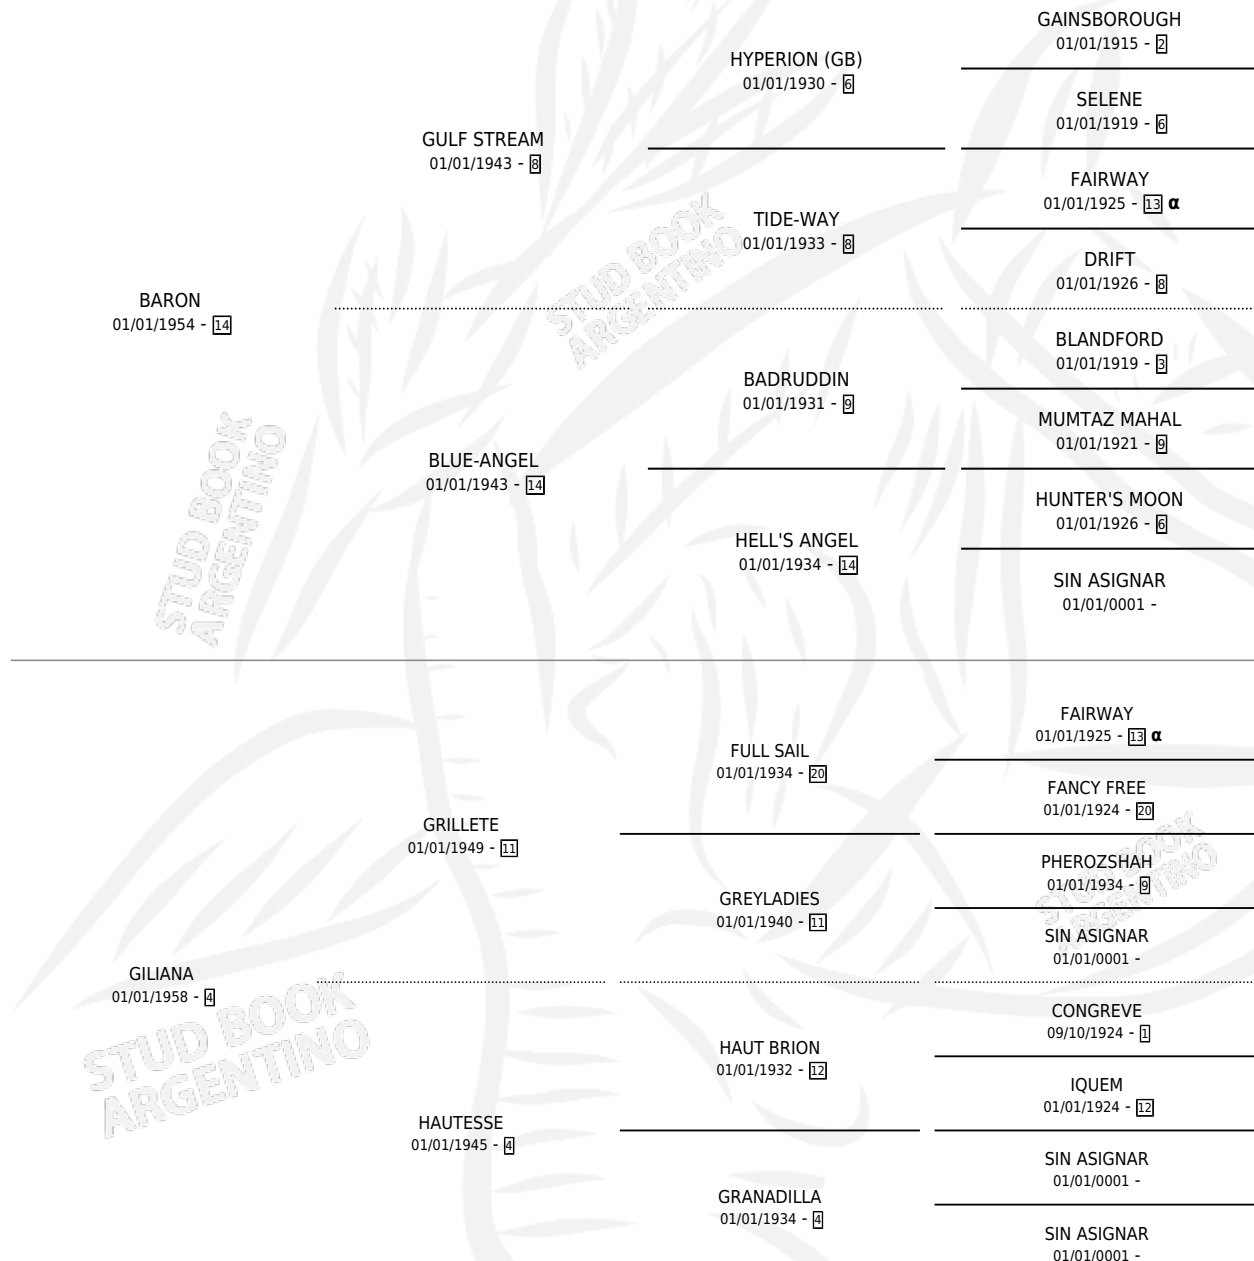 GAINSBOROUGH
01/01/1915 - 2
HYPERION (GB)
01/01/1930 - 6
SELENE
01/01/1919 - 6
GULF STREAM
01/01/1943 - 8
FAIRWAY
01/01/1925 - 13 α
TIDE-WAY
01/01/1933 - 8
DRIFT
01/01/1926 - 8
BARON
01/01/1954 - 14
BLANDFORD
01/01/1919 - 3
BADRUDDIN
01/01/1931 - 9
MUMTAZ MAHAL
01/01/1921 - 9
BLUE-ANGEL
01/01/1943 - 14
HUNTER'S MOON
01/01/1926 - 6
HELL'S ANGEL
01/01/1934 - 14
SIN ASIGNAR
01/01/0001 -
FAIRWAY
01/01/1925 - 13 α
FULL SAIL
01/01/1934 - 20
FANCY FREE
01/01/1924 - 20
GRILLETE
01/01/1949 - 11
PHEROZSHAH
01/01/1934 - 9
GREYLADIES
01/01/1940 - 11
SIN ASIGNAR
01/01/0001 -
GILIANA
01/01/1958 - 4
CONGREVE
09/10/1924 - 1
HAUT BRION
01/01/1932 - 12
IQUEM
01/01/1924 - 12
HAUTESSE
01/01/1945 - 4
SIN ASIGNAR
01/01/0001 -
GRANADILLA
01/01/1934 - 4
SIN ASIGNAR
01/01/0001 -
STUD BOOK
ARGENTINO
STUD BOOK
ARGENTINO
STUD BOOK
ARGENTINO
STUD BOOK
ARGENTINO